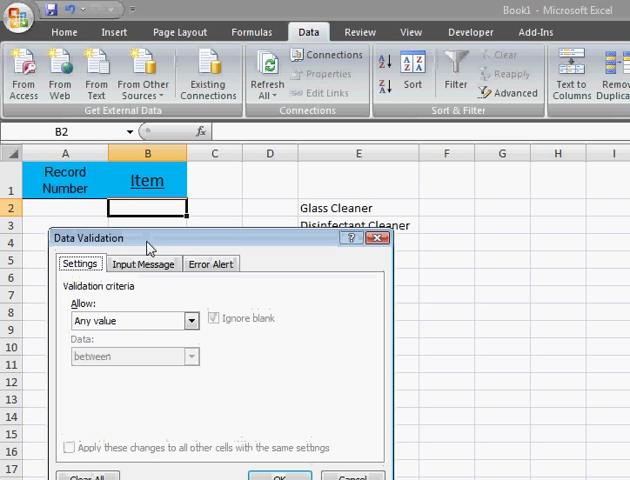 Book1 - Microsoft Excel
Home Insert Page Layout Formulas Data Review View Developer Add-Ins
From Access From Web From Text From Other Sources Existing Connections Refresh All Connections Properties Edit Links Sort Filter Clear Reapply Advanced Text to Columns Remov Duplica
Get External Data Connections Sort & Filter
B2 fx
A B C D E F G H I
1 Record Number Item
2 Glass Cleaner
3 Disinfectant Cleaner
4 Data Validation
5 Settings Input Message Error Alert
6 Validation criteria
7 Allow:
8 Any value Ignore blank
9 Data:
10 between
11
12
13
14
15 Apply these changes to all other cells with the same settings
16
17 Clear All OK Cancel